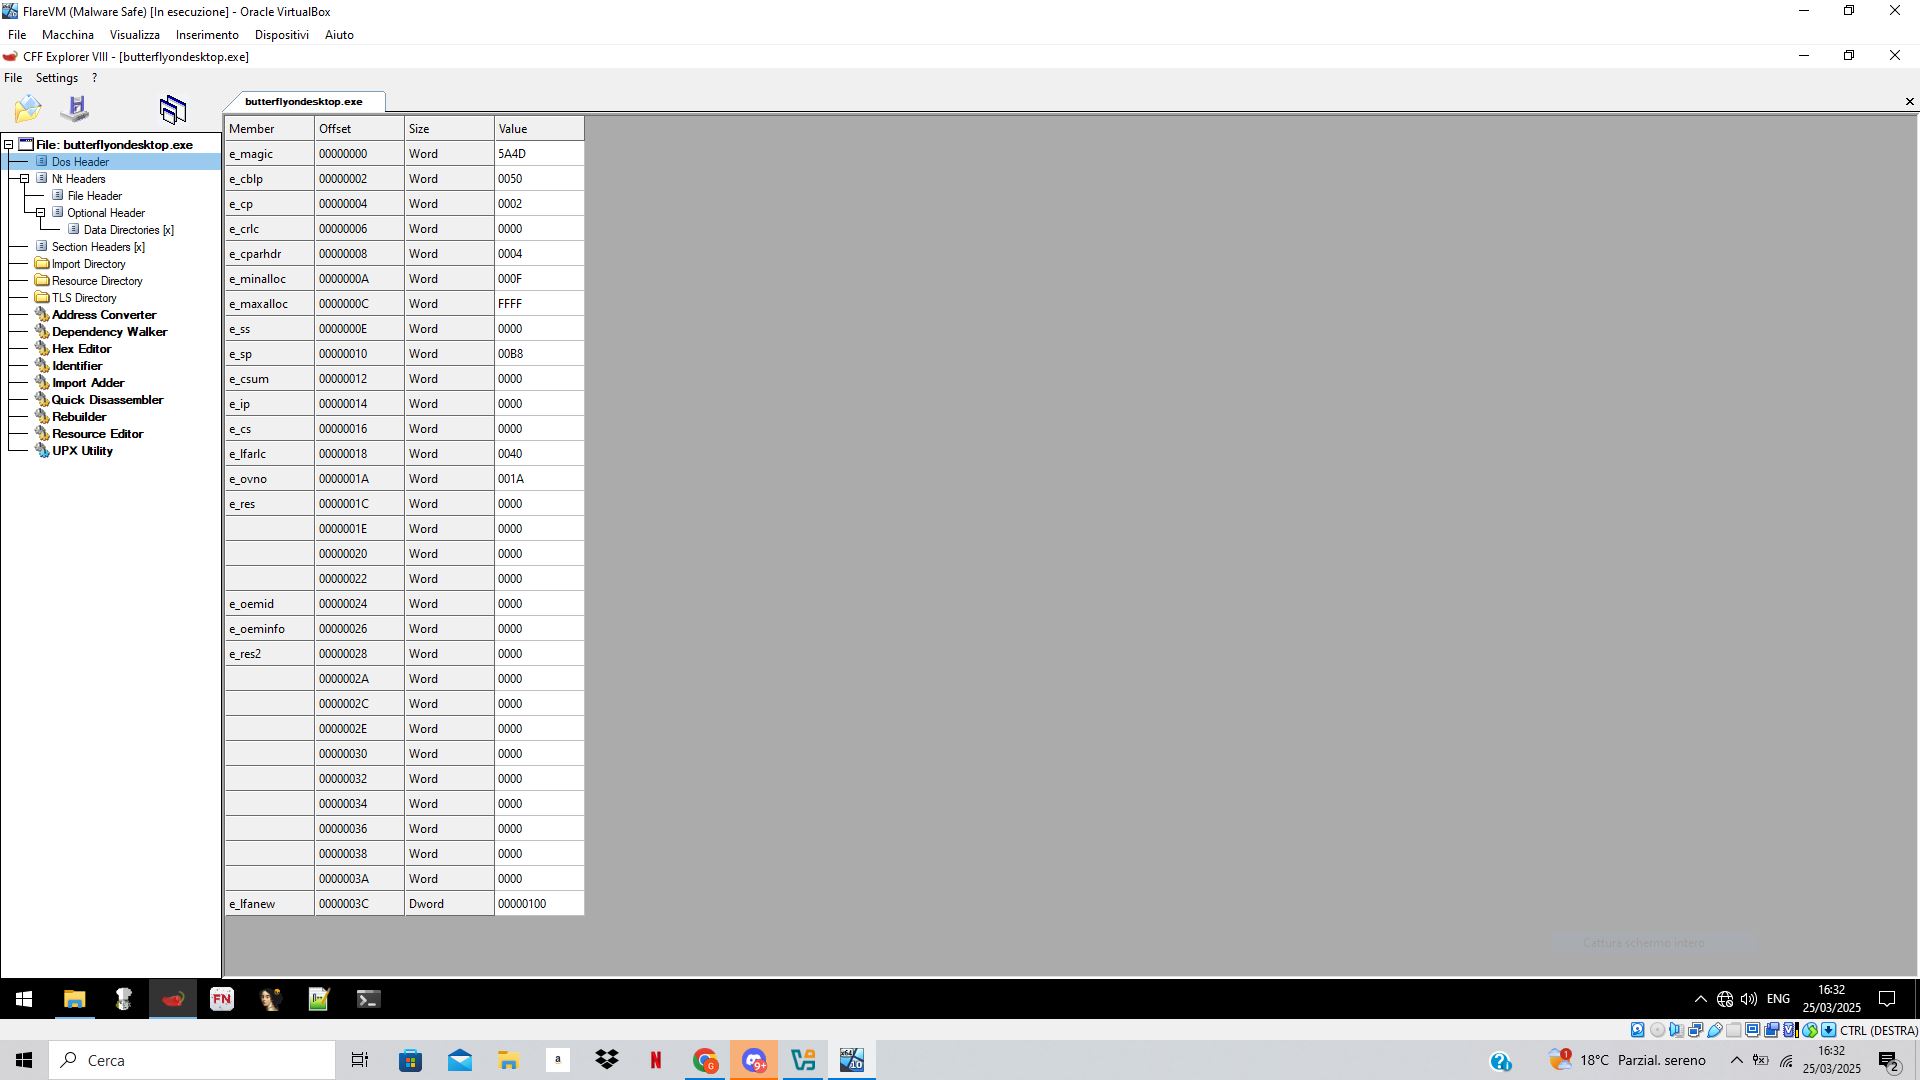 FlareVM (Malware Safe) [In esecuzione] - Oracle VirtualBox
File Macchina Visualizza Inserimento Dispositivi Aiuto
CFF Explorer VIII - [butterflyondesktop.exe]
File Settings ?
butterflyondesktop.exe
File: butterflyondesktop.exe
Dos Header
Nt Headers
File Header
Optional Header
Data Directories [x]
Section Headers [x]
Import Directory
Resource Directory
TLS Directory
Address Converter
Dependency Walker
Hex Editor
Identifier
Import Adder
Quick Disassembler
Rebuilder
Resource Editor
UPX Utility
Member Offset Size Value
e_magic 00000000 Word 5A4D
e_cblp 00000002 Word 0050
e_cp 00000004 Word 0002
e_crlc 00000006 Word 0000
e_cparhdr 00000008 Word 0004
e_minalloc 0000000A Word 000F
e_maxalloc 0000000C Word FFFF
e_ss 0000000E Word 0000
e_sp 00000010 Word 00B8
e_csum 00000012 Word 0000
e_ip 00000014 Word 0000
e_cs 00000016 Word 0000
e_lfarlc 00000018 Word 0040
e_ovno 0000001A Word 001A
e_res 0000001C Word 0000
0000001E Word 0000
00000020 Word 0000
00000022 Word 0000
e_oemid 00000024 Word 0000
e_oeminfo 00000026 Word 0000
e_res2 00000028 Word 0000
0000002A Word 0000
0000002C Word 0000
0000002E Word 0000
00000030 Word 0000
00000032 Word 0000
00000034 Word 0000
00000036 Word 0000
00000038 Word 0000
0000003A Word 0000
e_lfanew 0000003C Dword 00000100
Cattura schermo intero
FN
ENG
16:32
25/03/2025
CTRL (DESTRA)
Cerca
a
N
G
9+
x64
10
1
18°C Parzial. sereno
16:32
25/03/2025
2